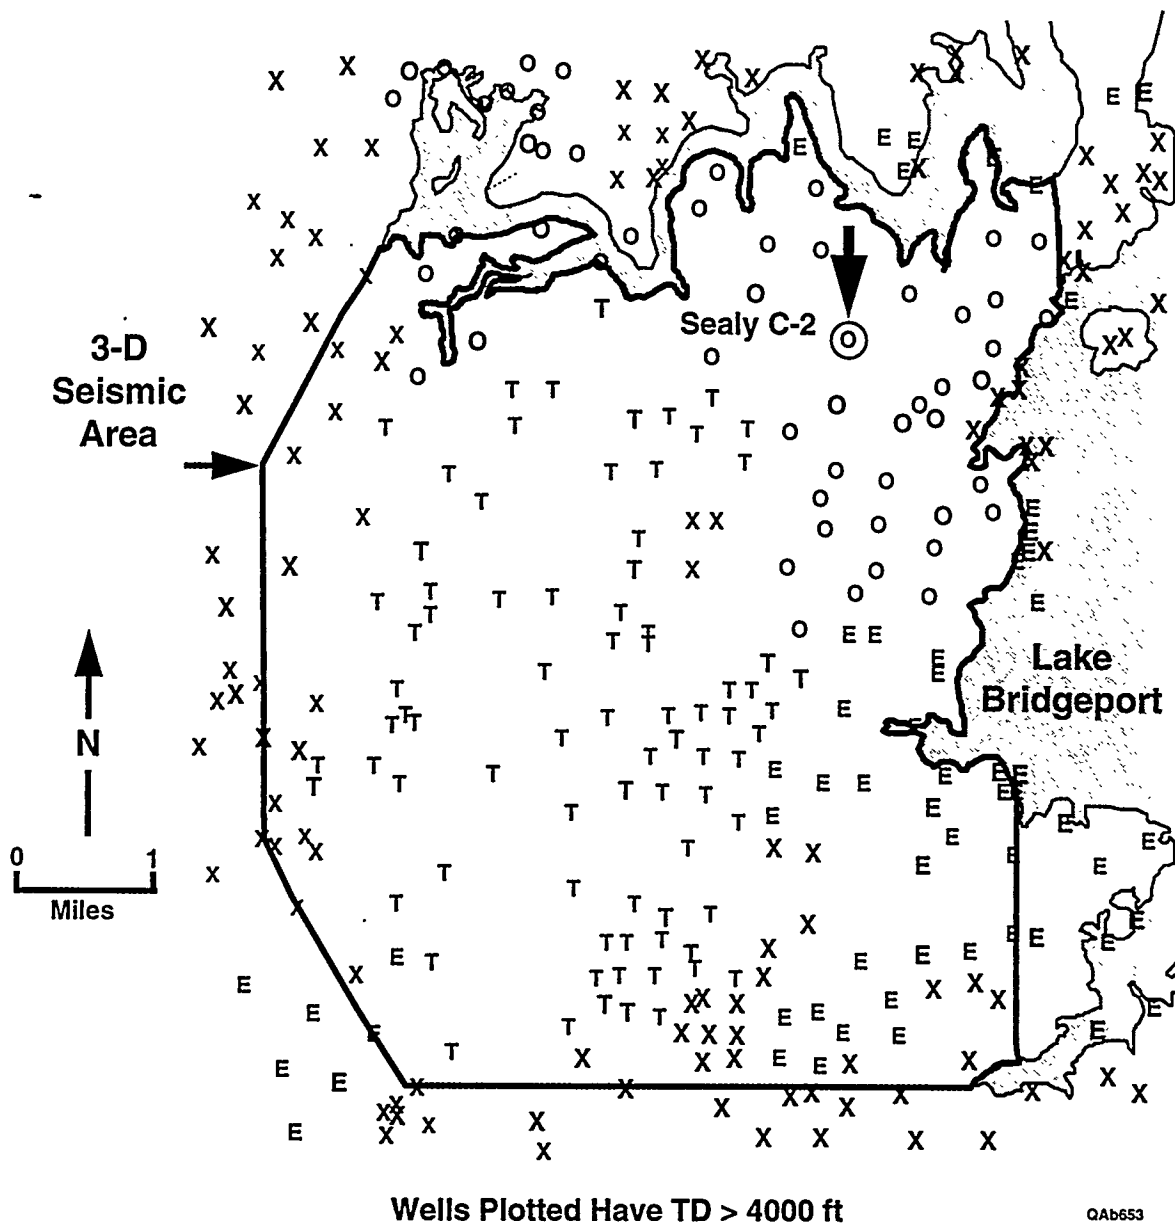 Sealy C-2
3-D
Seismic
Area
Lake
Bridgeport
N
0 1
Miles
Wells Plotted Have TD > 4000 ft
QAb653